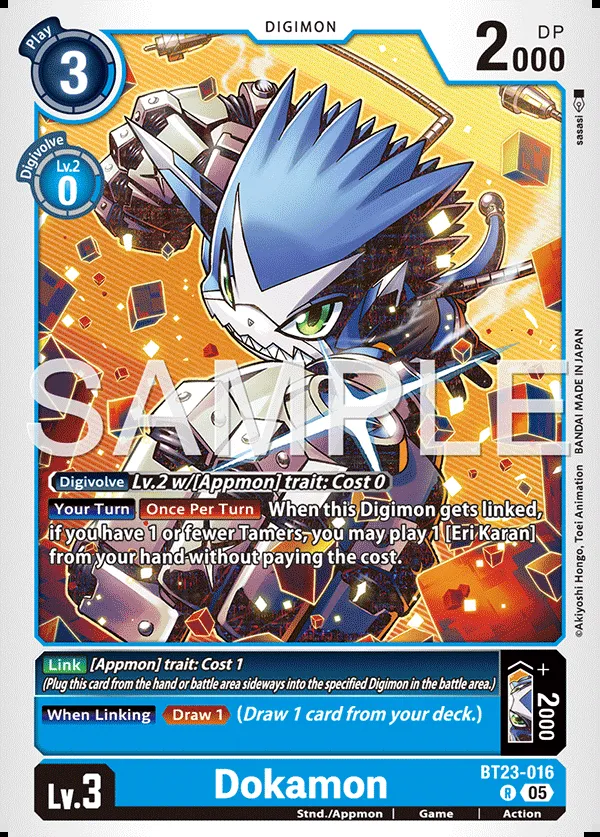 DIGIMON
Play
3
2000
DP
Digivolve
Lv.2
0
sasasi
SAMPLE
©Akiyoshi Hongo, Toei Animation BANDAI MADE IN JAPAN
Digivolve Lv.2 w/[Appmon] trait: Cost 0
Your Turn Once Per Turn When this Digimon gets linked,
if you have 1 or fewer Tamers, you may play 1 [Eri Karan]
from your hand without paying the cost.
Link [Appmon] trait: Cost 1
(Plug this card from the hand or battle area sideways into the specified Digimon in the battle area.)
When Linking Draw 1 (Draw 1 card from your deck.)
+2000
Lv.3
Dokamon
BT23-016
R 05
Stnd./Appmon | Game | Action